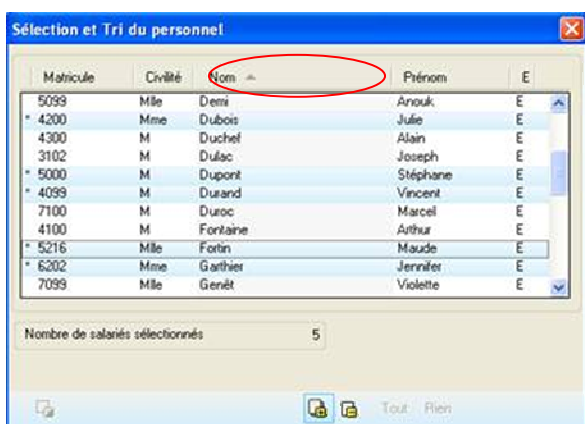 Sélection et Tri du personnel
Matricule Civilité Nom Prénom E
5099 Mlle Demi Anouk E
* 4200 Mme Dubois Julie E
4300 M Duchef Alain E
3102 M Dulac Joseph E
* 5000 M Dupont Stéphane E
* 4099 M Durand Vincent E
7100 M Duroc Marcel E
4100 M Fontaine Arthur E
* 5216 Mlle Fortin Maude E
* 6202 Mme Garthier Jennifer E
7099 Mlle Genêt Violette E
Nombre de salariés sélectionnés 5
Tout Rien